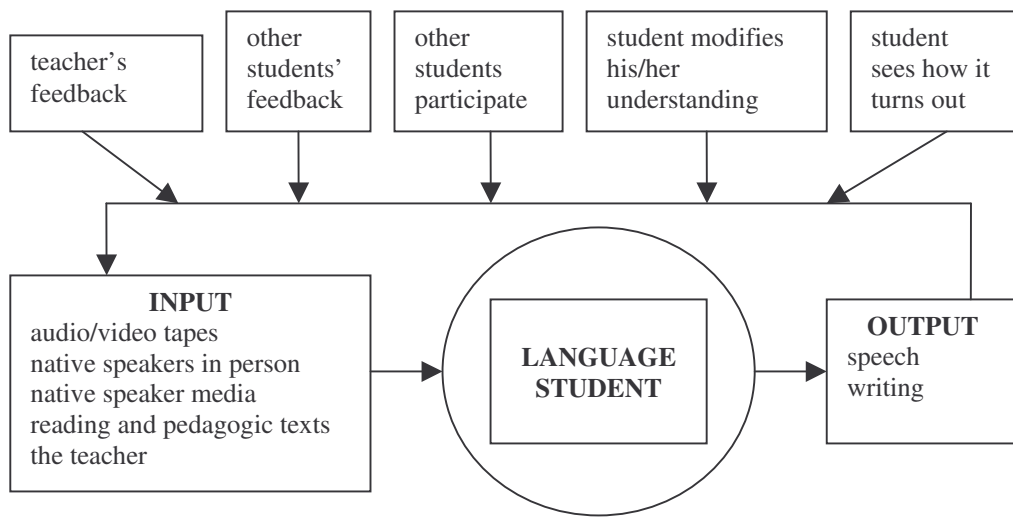 teacher’s
feedback
other
students’
feedback
other
students
participate
student modifies
his/her
understanding
student
sees how it
turns out
INPUT
audio/video tapes
native speakers in person
native speaker media
reading and pedagogic texts
the teacher
LANGUAGE
STUDENT
OUTPUT
speech
writing